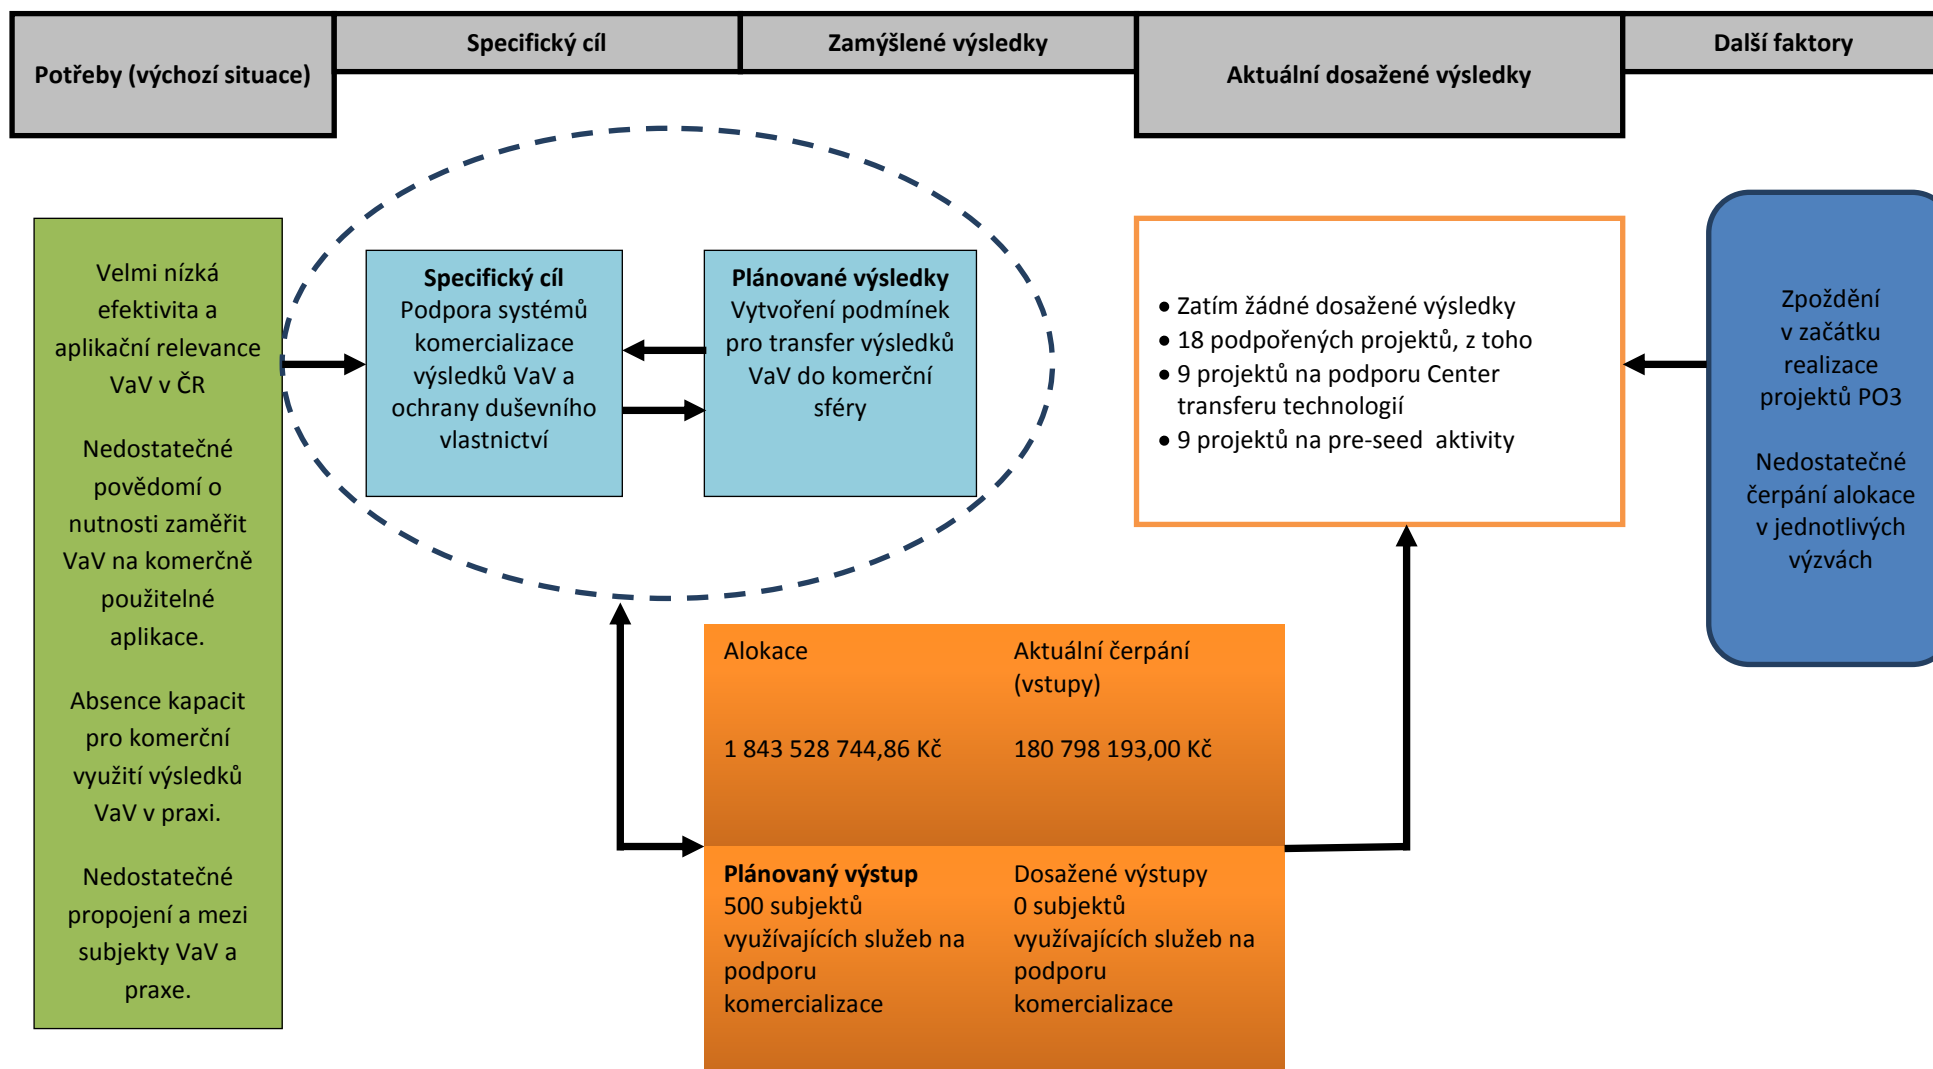 Potřeby (výchozí situace)
Specifický cíl
Zamýšlené výsledky
Aktuální dosažené výsledky
Další faktory
Velmi nízká
efektivita a
aplikační relevance
VaV v ČR
Nedostatečné
povědomí o
nutnosti zaměřit
VaV na komerčně
použitelné
aplikace.
Absence kapacit
pro komerční
využití výsledků
VaV v praxi.
Nedostatečné
propojení a mezi
subjekty VaV a
praxe.
Specifický cíl
Podpora systémů
komercializace
výsledků VaV a
ochrany duševního
vlastnictví
Plánované výsledky
Vytvoření podmínek
pro transfer výsledků
VaV do komerční
sféry
• Zatím žádné dosažené výsledky
• 18 podpořených projektů, z toho
• 9 projektů na podporu Center
transferu technologií
• 9 projektů na pre-seed aktivity
Zpoždění
v začátku
realizace
projektů PO3
Nedostatečné
čerpání alokace
v jednotlivých
výzvách
Alokace
1 843 528 744,86 Kč
Aktuální čerpání
(vstupy)
180 798 193,00 Kč
Plánovaný výstup
500 subjektů
využívajících služeb na
podporu
komercializace
Dosažené výstupy
0 subjektů
využívajících služeb na
podporu
komercializace